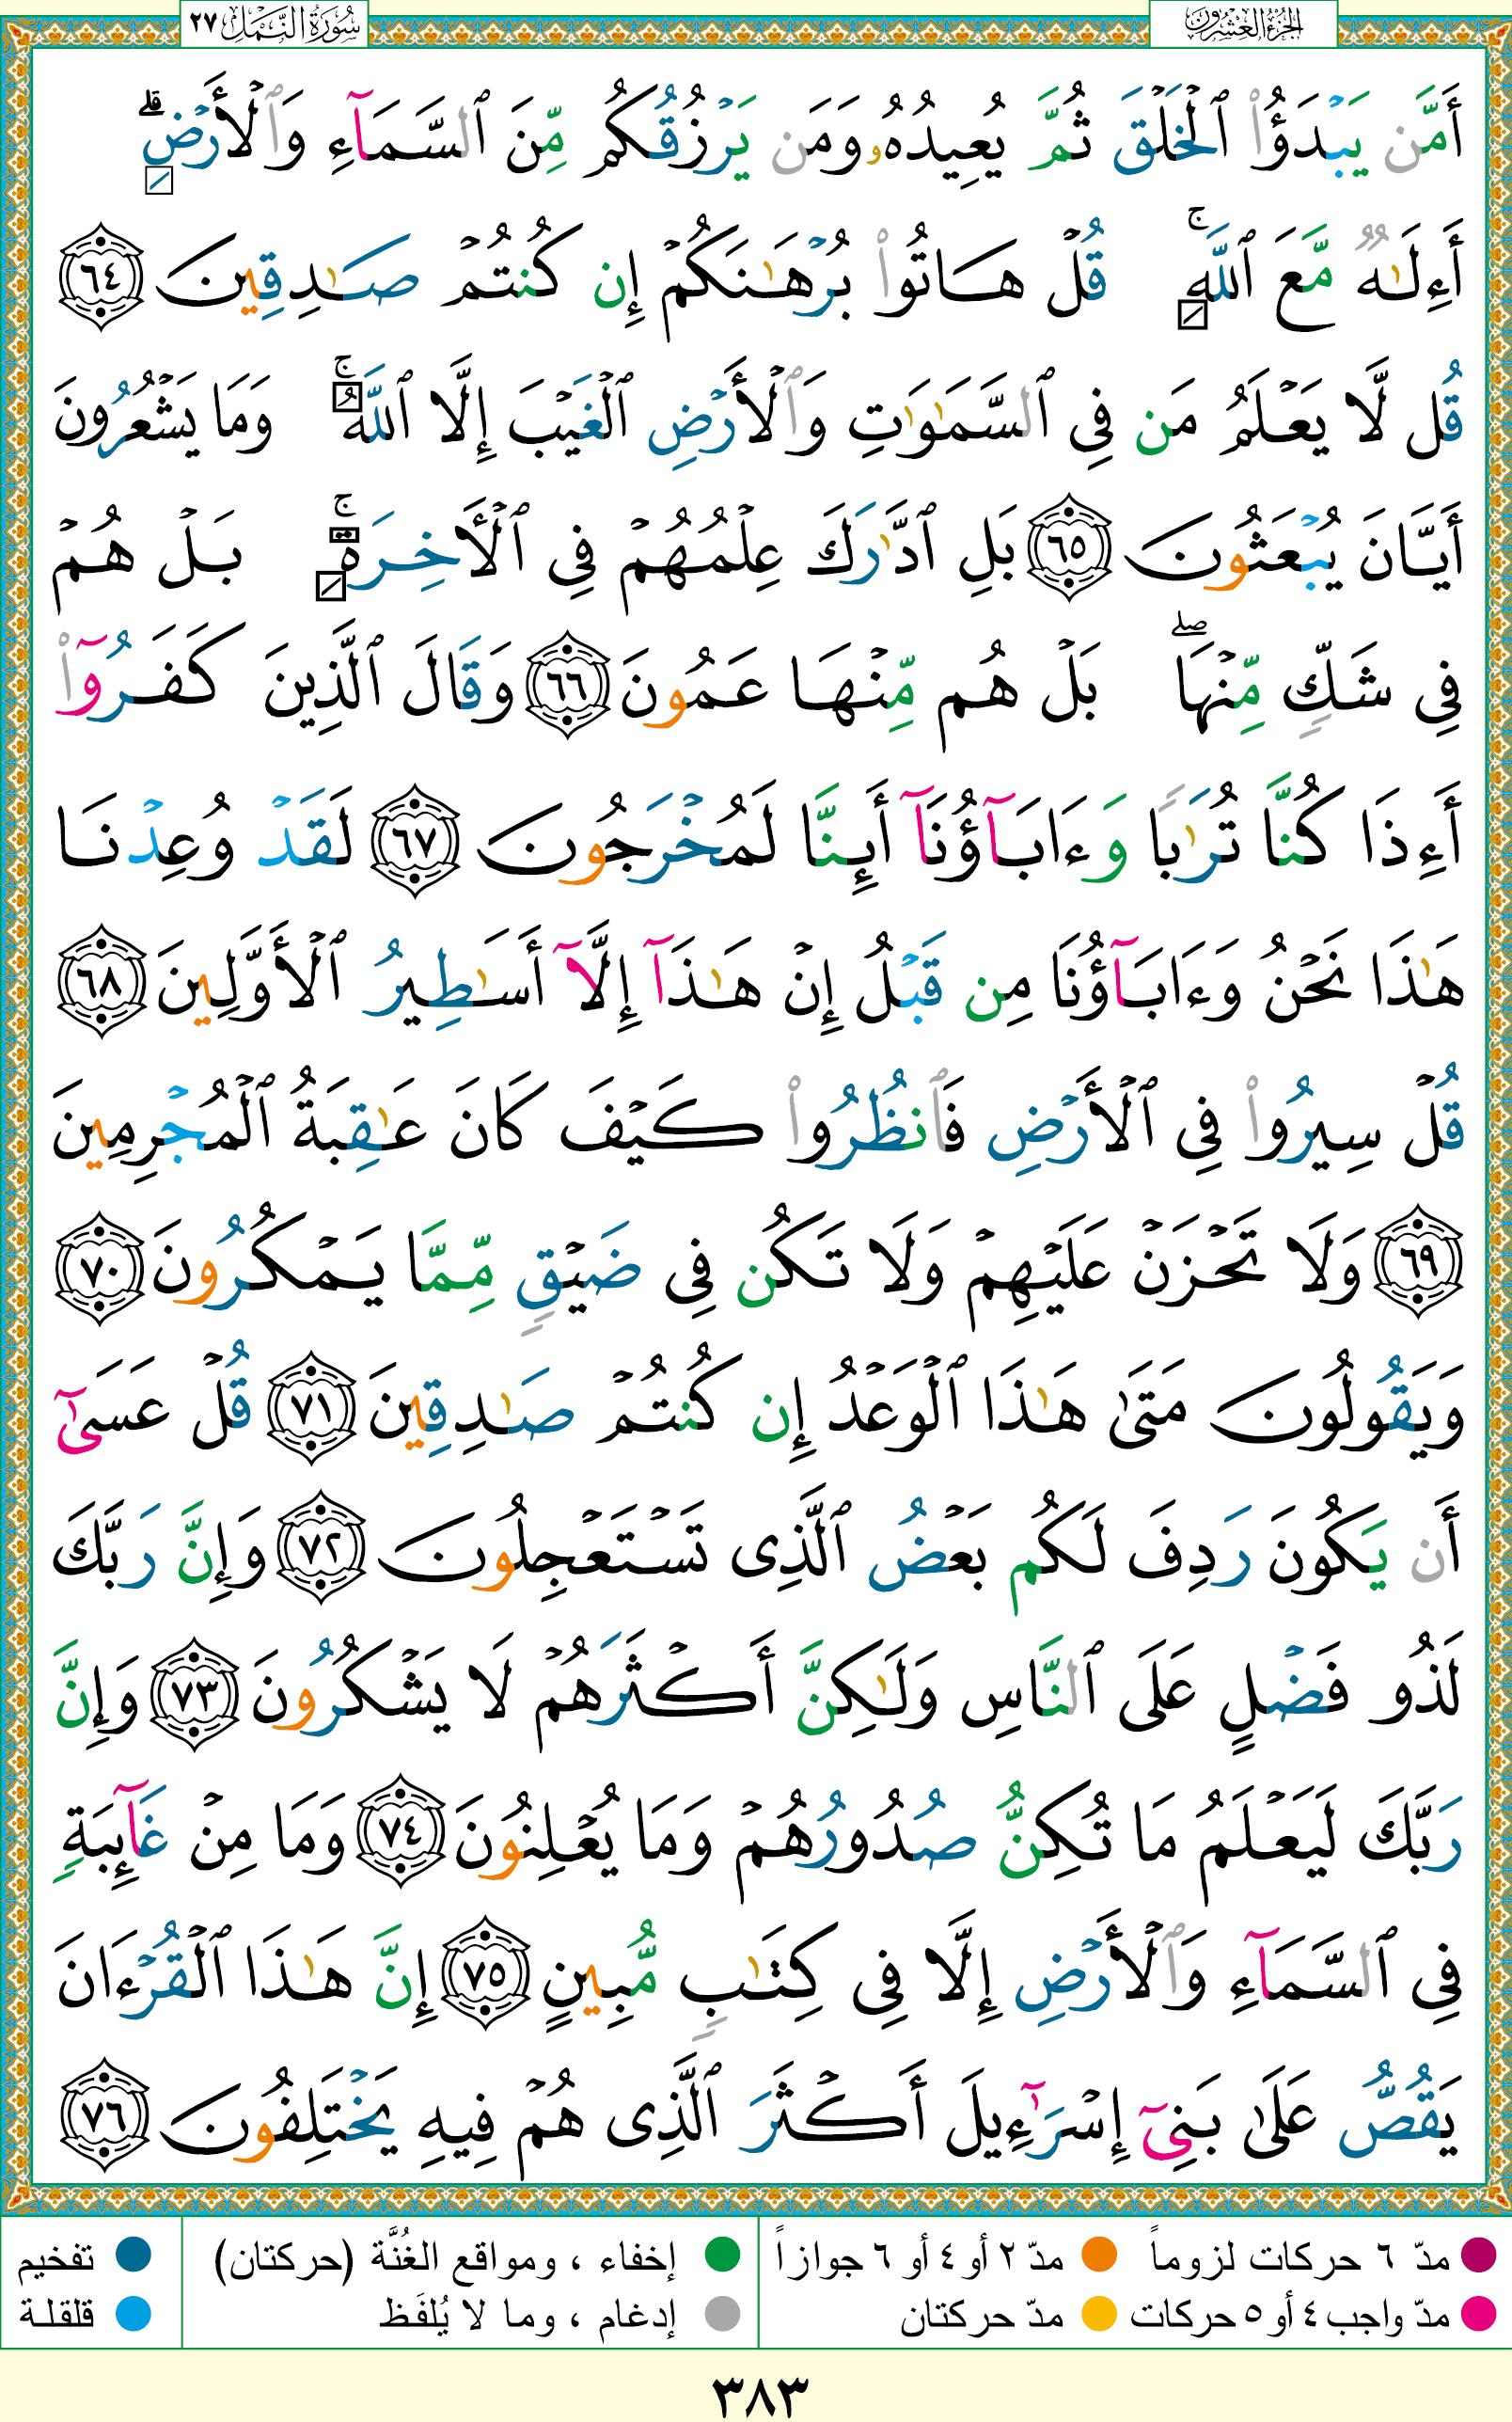 الجزء العشرون
سورة النمل ٢٧
أَمَّن يَبْدَؤُا۟ ٱلْخَلْقَ ثُمَّ يُعِيدُهُۥ وَمَن يَرْزُقُكُم مِّنَ ٱلسَّمَآءِ وَٱلْأَرْضِ ۗ
أَءِلَـٰهٌ مَّعَ ٱللَّهِ ۚ قُلْ هَاتُوا۟ بُرْهَـٰنَكُمْ إِن كُنتُمْ صَـٰدِقِينَ ٦٤
قُل لَّا يَعْلَمُ مَن فِى ٱلسَّمَـٰوَٰتِ وَٱلْأَرْضِ ٱلْغَيْبَ إِلَّا ٱللَّهُ ۚ وَمَا يَشْعُرُونَ
أَيَّانَ يُبْعَثُونَ ٦٥ بَلِ ٱدَّٰرَكَ عِلْمُهُمْ فِى ٱلْـَٔاخِرَةِ ۚ بَلْ هُمْ
فِى شَكٍّ مِّنْهَا ۖ بَلْ هُم مِّنْهَا عَمُونَ ٦٦ وَقَالَ ٱلَّذِينَ كَفَرُوٓا۟
أَءِذَا كُنَّا تُرَٰبًا وَءَابَآؤُنَآ أَئِنَّا لَمُخْرَجُونَ ٦٧ لَقَدْ وُعِدْنَا
هَـٰذَا نَحْنُ وَءَابَآؤُنَا مِن قَبْلُ إِنْ هَـٰذَآ إِلَّآ أَسَـٰطِيرُ ٱلْأَوَّلِينَ ٦٨
قُلْ سِيرُوا۟ فِى ٱلْأَرْضِ فَٱنظُرُوا۟ كَيْفَ كَانَ عَـٰقِبَةُ ٱلْمُجْرِمِينَ
٦٩ وَلَا تَحْزَنْ عَلَيْهِمْ وَلَا تَكُن فِى ضَيْقٍ مِّمَّا يَمْكُرُونَ ٧٠
وَيَقُولُونَ مَتَىٰ هَـٰذَا ٱلْوَعْدُ إِن كُنتُمْ صَـٰدِقِينَ ٧١ قُلْ عَسَىٰٓ
أَن يَكُونَ رَدِفَ لَكُم بَعْضُ ٱلَّذِى تَسْتَعْجِلُونَ ٧٢ وَإِنَّ رَبَّكَ
لَذُو فَضْلٍ عَلَى ٱلنَّاسِ وَلَـٰكِنَّ أَكْثَرَهُمْ لَا يَشْكُرُونَ ٧٣ وَإِنَّ
رَبَّكَ لَيَعْلَمُ مَا تُكِنُّ صُدُورُهُمْ وَمَا يُعْلِنُونَ ٧٤ وَمَا مِنْ غَآئِبَةٍ
فِى ٱلسَّمَآءِ وَٱلْأَرْضِ إِلَّا فِى كِتَـٰبٍ مُّبِينٍ ٧٥ إِنَّ هَـٰذَا ٱلْقُرْءَانَ
يَقُصُّ عَلَىٰ بَنِىٓ إِسْرَٰٓءِيلَ أَكْثَرَ ٱلَّذِى هُمْ فِيهِ يَخْتَلِفُونَ ٧٦
مدّ ٦ حركات لزوماً مدّ ٢ أو ٤ أو ٦ جوازاً إخفاء ، ومواقع الغُنَّة (حركتان) تفخيم
مدّ واجب ٤ أو ٥ حركات مدّ حركتان إدغام ، وما لا يُلفَظ قلقلة
٣٨٣